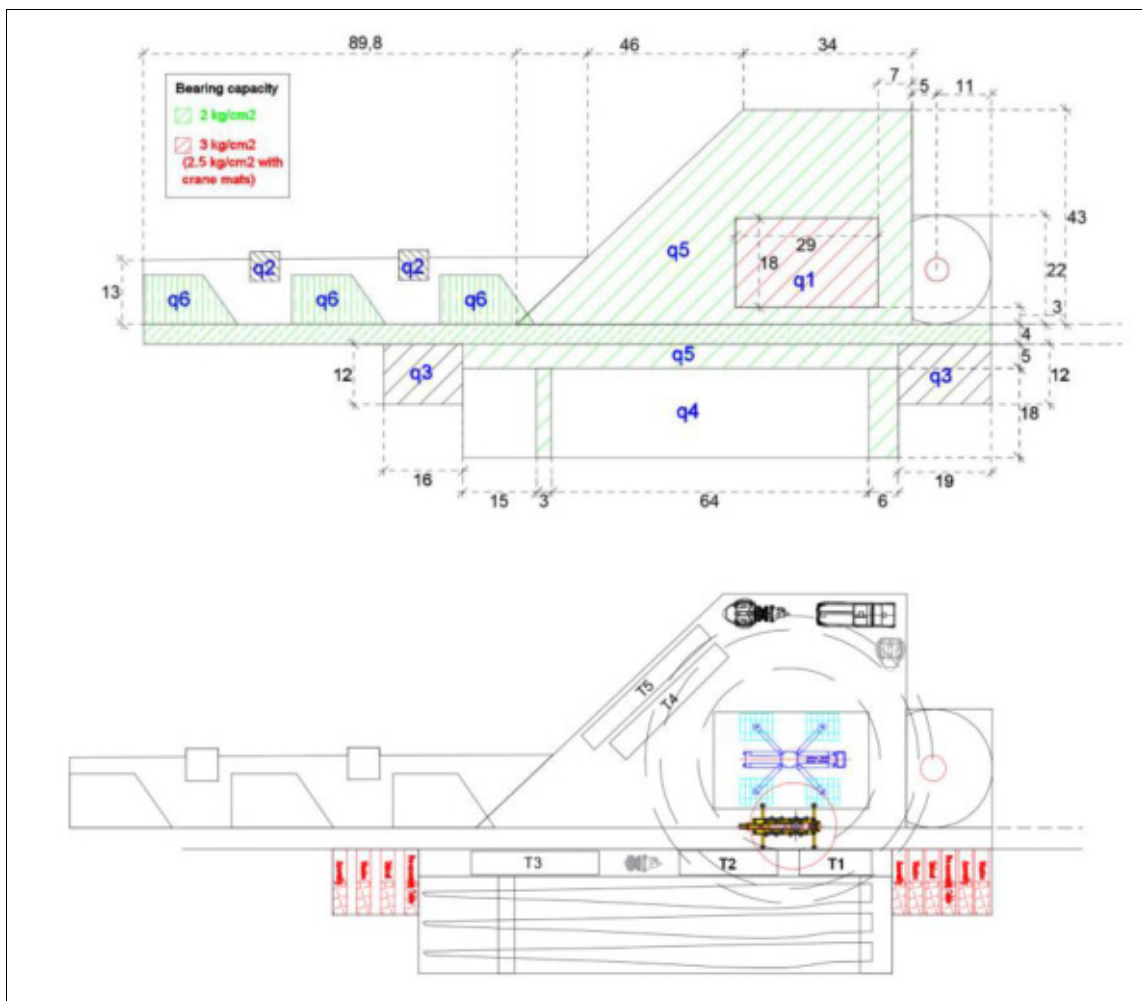 89,8
46
34
7
5
11
Bearing capacity
2 kg/cm2
3 kg/cm2
(2.5 kg/cm2 with
crane mats)
43
q2
q2
q5
29
18
q1
22
13
q6
q6
q6
3
4
q5
5
12
q3
q3
12
q4
18
16
15
3
64
6
19
T5
T4
T3
T2
T1